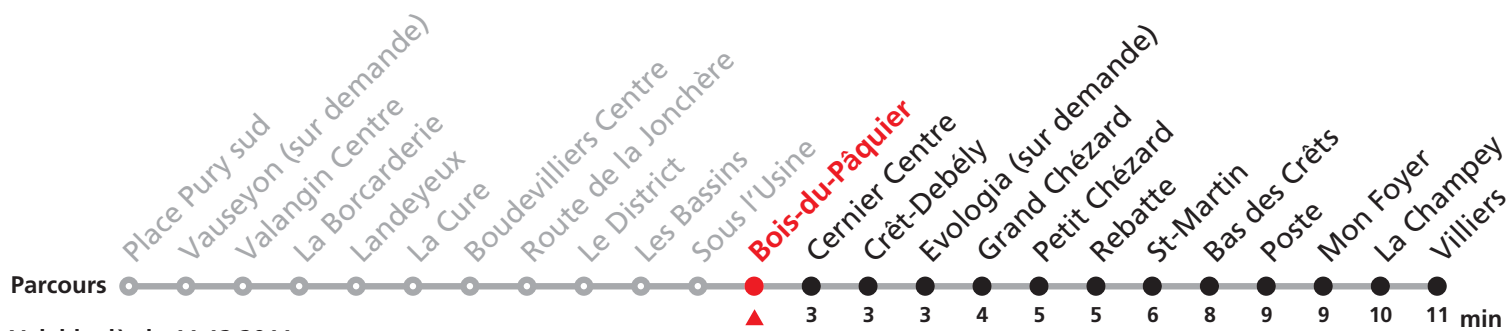 Place Pury sud
Vauseyon (sur demande)
Valangin Centre
La Borcarderie
Landeyeux
La Cure
Boudevilliers Centre
Route de la Jonchère
Le District
Les Bassins
Sous l'Usine
Bois-du-Pâquier
Cernier Centre
Crêt-Debély
Evologia (sur demande)
Grand Chézard
Petit Chézard
Rebatte
St-Martin
Bas des Crêts
Poste
Mon Foyer
La Champey
Villiers
Parcours
3 3 3 4 5 5 6 8 9 9 10 11 min